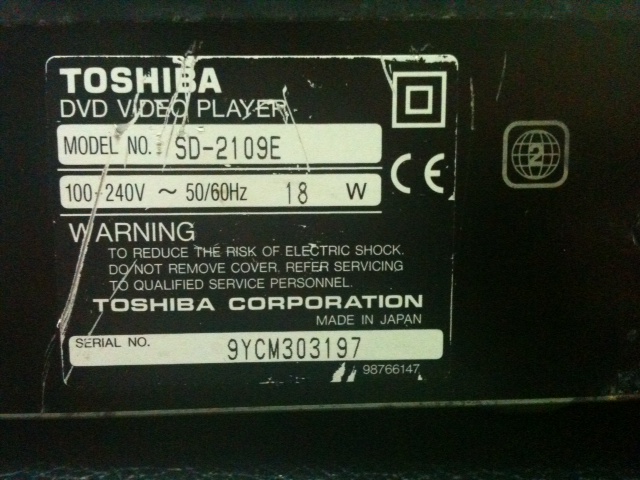 TOSHIBA
DVD VIDEO PLAYER
MODEL NO. SD-2109E
100-240V ~ 50/60Hz 18 W
CE
2
WARNING
TO REDUCE THE RISK OF ELECTRIC SHOCK.
DO NOT REMOVE COVER. REFER SERVICING
TO QUALIFIED SERVICE PERSONNEL.
TOSHIBA CORPORATION
MADE IN JAPAN
SERIAL NO. 9YCM303197
98766147